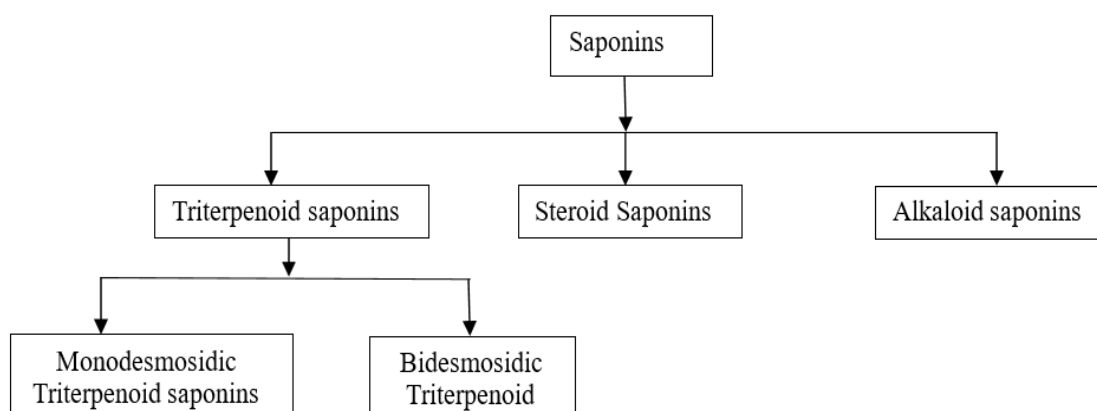 Saponins
Triterpenoid saponins
Steroid Saponins
Alkaloid saponins
Monodesmosidic
Triterpenoid saponins
Bidesmosidic
Triterpenoid